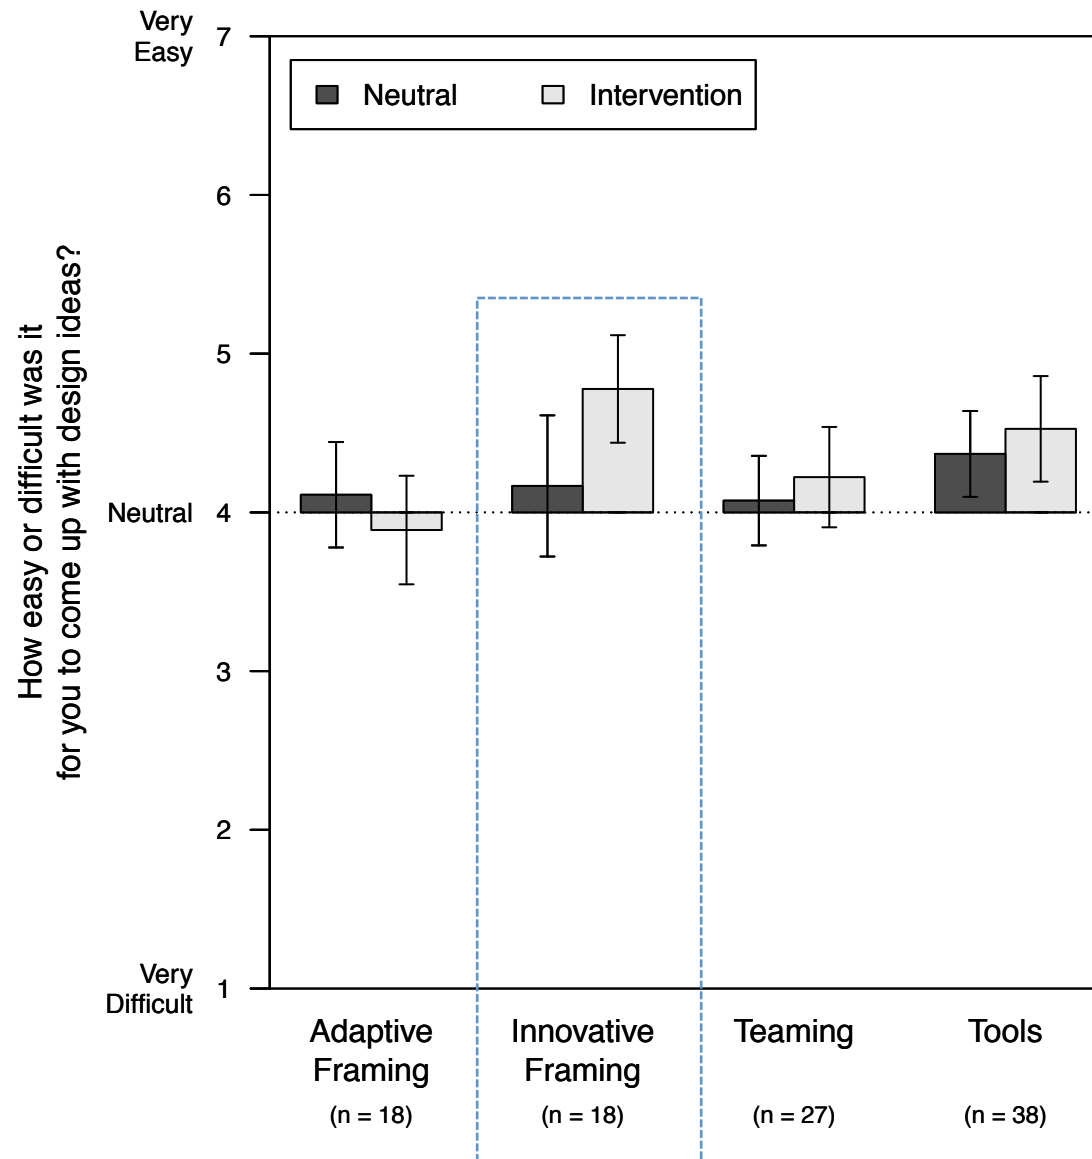 Very
Easy
7
Neutral
Intervention
6
5
Neutral
4
3
2
Very
Difficult
1
How easy or difficult was it
for you to come up with design ideas?
Adaptive
Framing
(n = 18)
Innovative
Framing
(n = 18)
Teaming
(n = 27)
Tools
(n = 38)